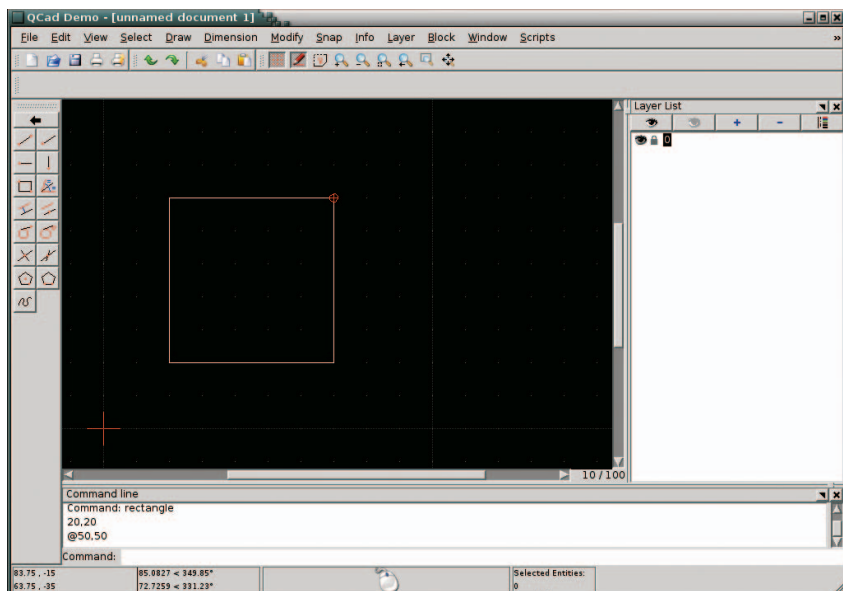 QCad Demo - [unnamed document 1]
File Edit View Select Draw Dimension Modify Snap Info Layer Block Window Scripts »
Layer List
0
10 / 100
Command line
Command: rectangle
20,20
@50,50
Command:
83.75 , -15 85.0827 < 349.85° Selected Entities:
63.75 , -35 72.7259 < 331.23° 0